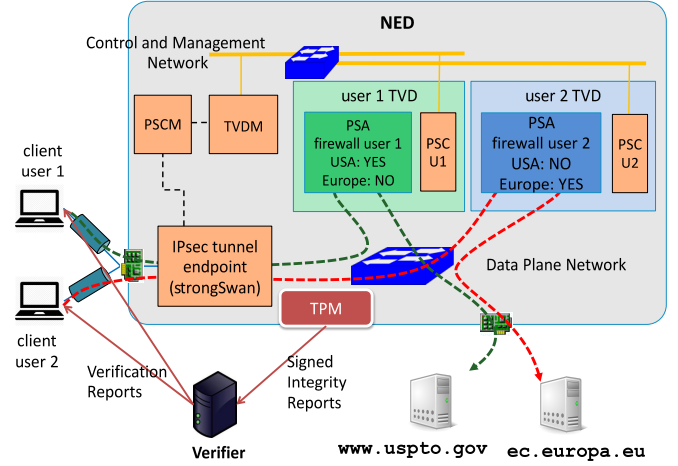 NED
Control and Management
Network
user 1 TVD
user 2 TVD
PSCM
TVDM
PSA
firewall user 1
USA: YES
Europe: NO
PSC
U1
PSA
firewall user 2
USA: NO
Europe: YES
PSC
U2
client
user 1
IPsec tunnel
endpoint
(strongSwan)
Data Plane Network
TPM
client
user 2
Verification
Reports
Signed
Integrity
Reports
Verifier
www.uspto.gov
ec.europa.eu